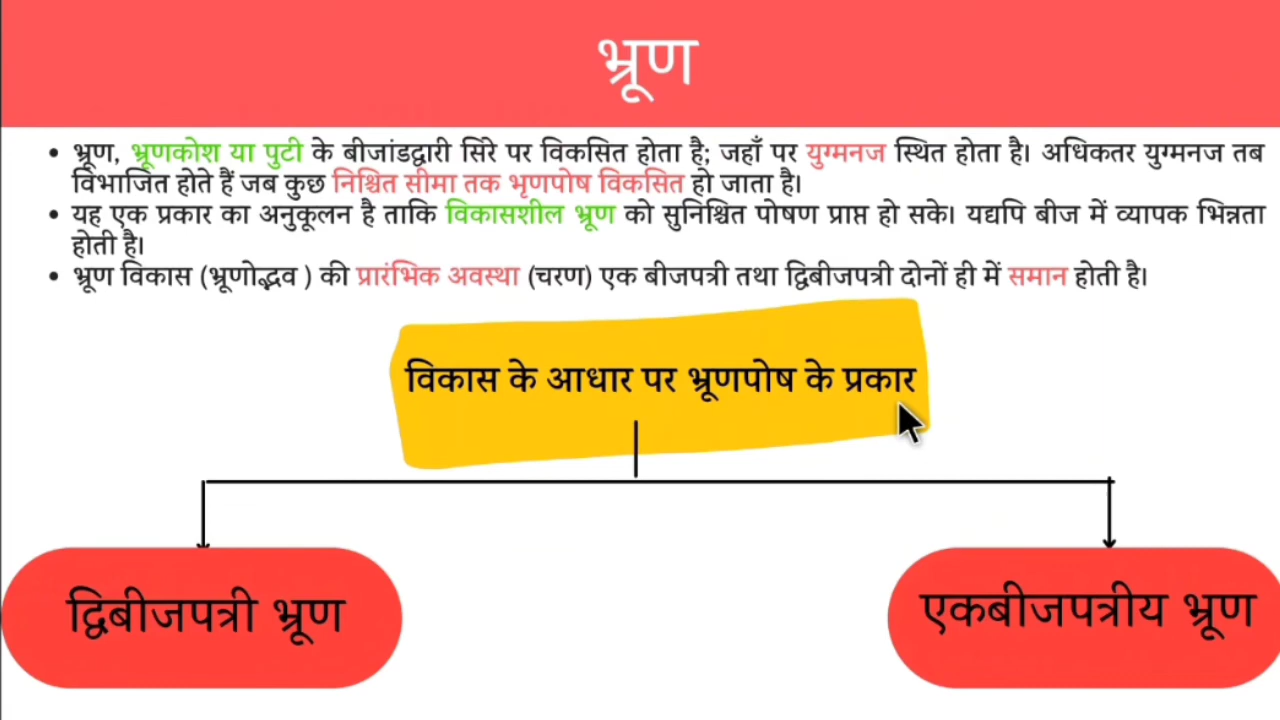 भ्रूण
• भ्रूण, भ्रूणकोश या पुटी के बीजांडद्वारी सिरे पर विकसित होता है; जहाँ पर युग्मनज स्थित होता है। अधिकतर युग्मनज तब
विभाजित होते हैं जब कुछ निश्चित सीमा तक भृणपोष विकसित हो जाता है।
• यह एक प्रकार का अनुकूलन है ताकि विकासशील भ्रूण को सुनिश्चित पोषण प्राप्त हो सके। यद्यपि बीज में व्यापक भिन्नता
होती है।
• भ्रूण विकास (भ्रूणोद्भव ) की प्रारंभिक अवस्था (चरण) एक बीजपत्री तथा द्विबीजपत्री दोनों ही में समान होती है।
विकास के आधार पर भ्रूणपोष के प्रकार
द्विबीजपत्री भ्रूण
एकबीजपत्रीय भ्रूण